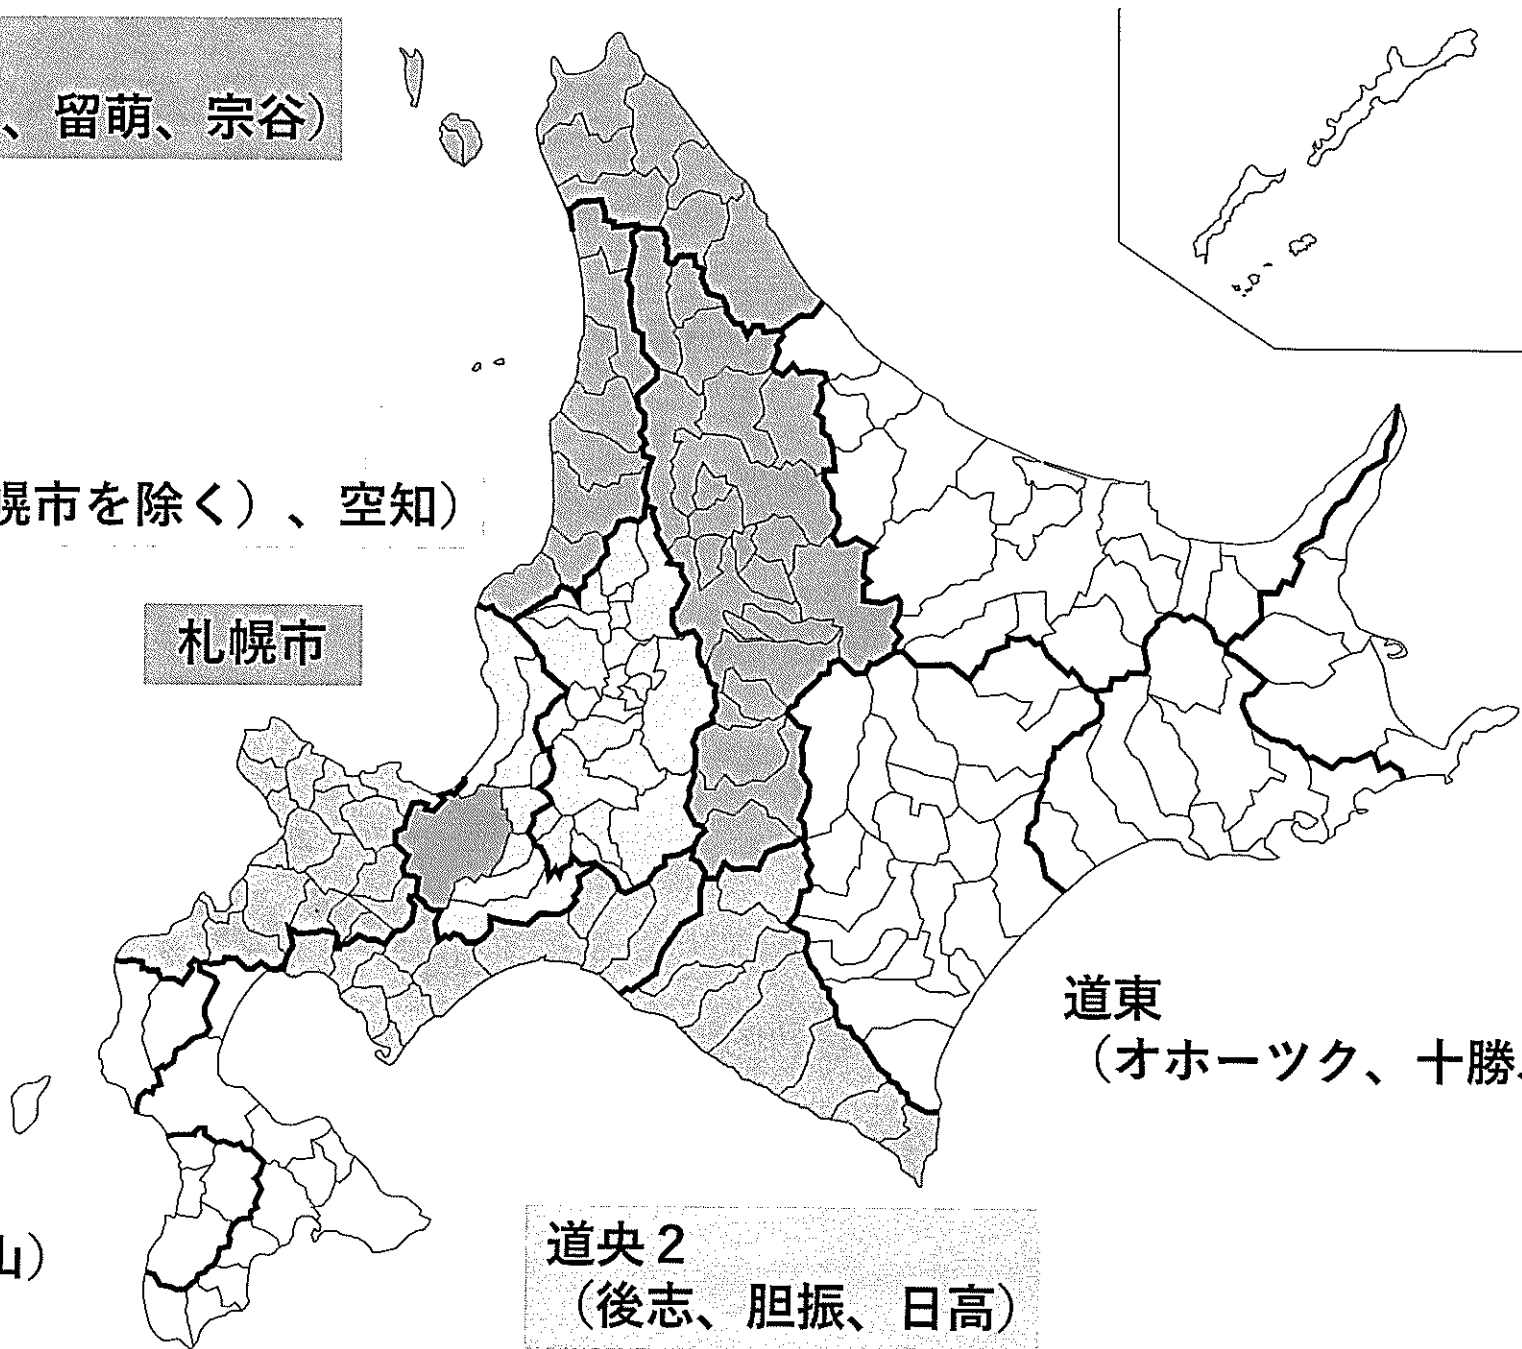 、留萌、宗谷）
幌市を除く）、空知）
札幌市
道東
（オホーツク、十勝、
山）
道央２
（後志、胆振、日高）